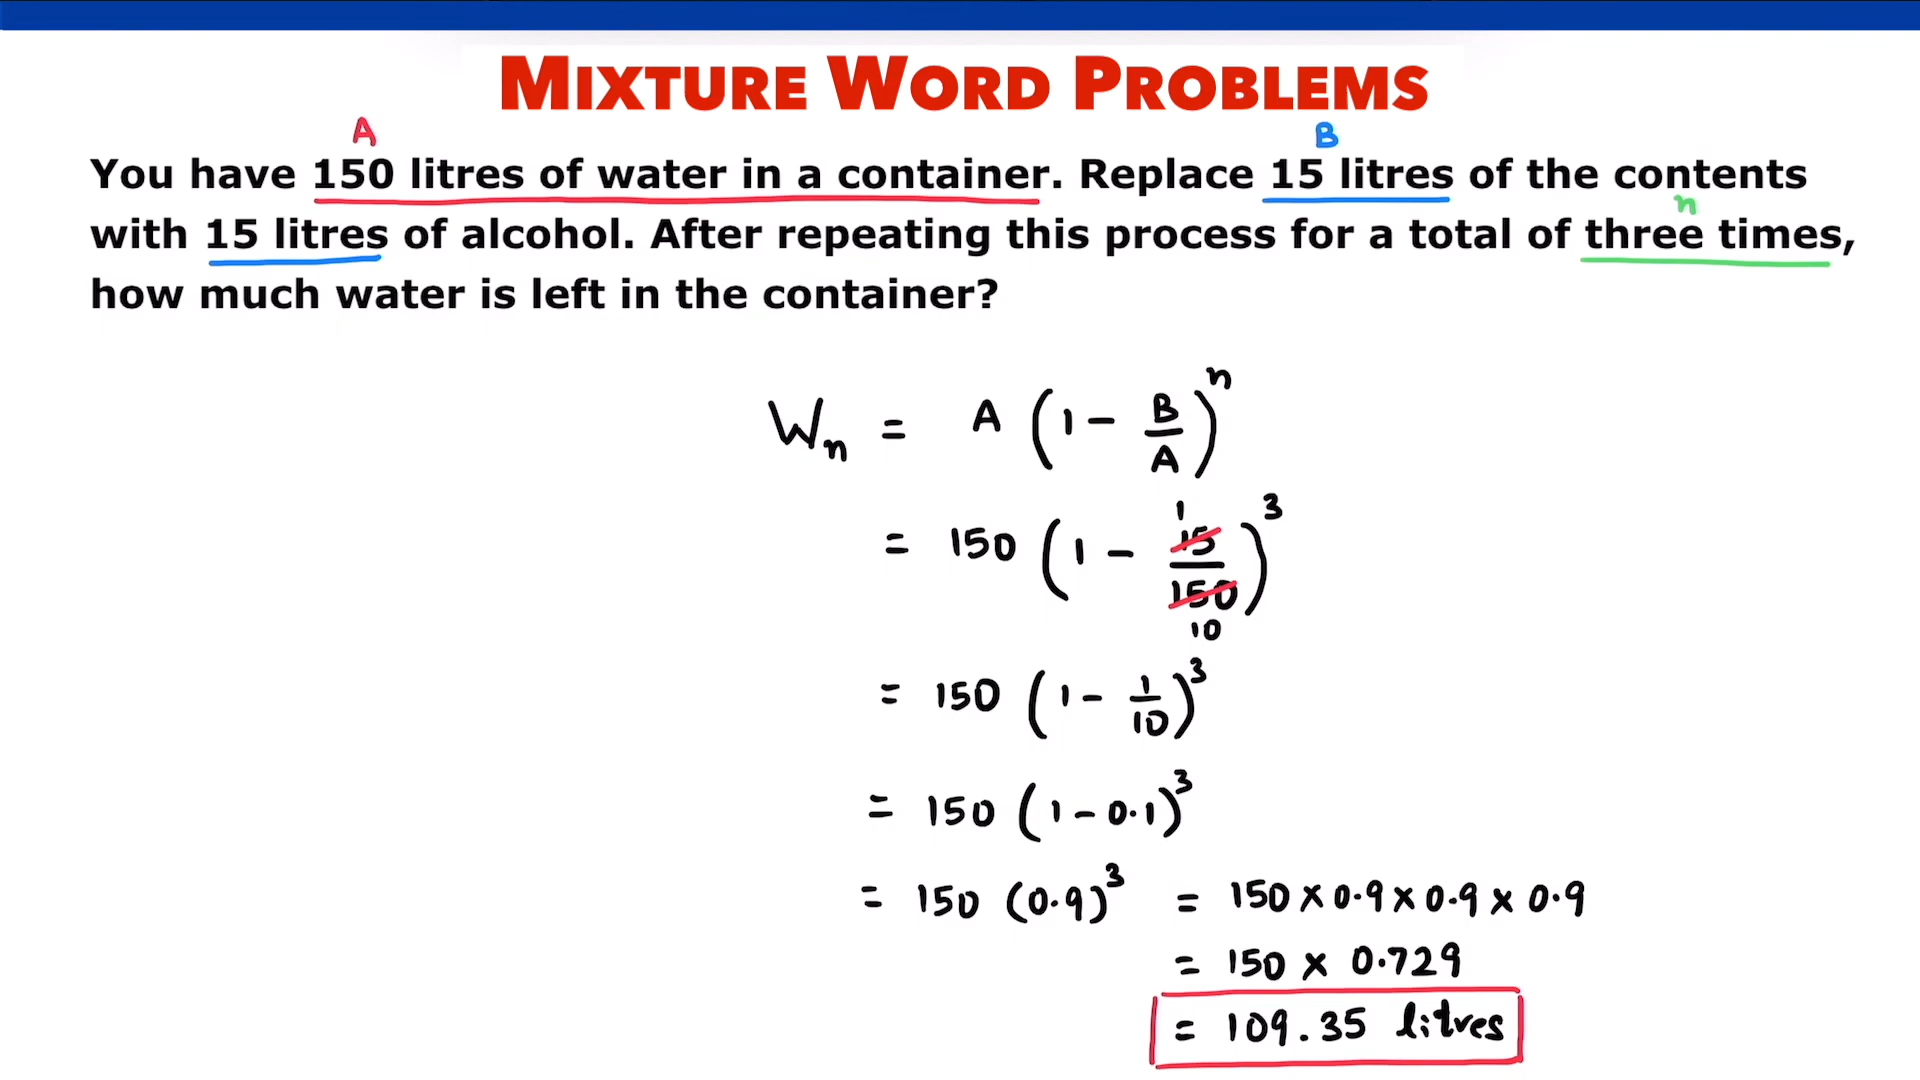 MIXTURE WORD PROBLEMS
A B
You have 150 litres of water in a container. Replace 15 litres of the contents
n
with 15 litres of alcohol. After repeating this process for a total of three times,
how much water is left in the container?
Wn = A (1 - B/A)^n
= 150 (1 - 15/150)^3
1
10
= 150 (1 - 1/10)^3
= 150 (1 - 0.1)^3
= 150 (0.9)^3 = 150 x 0.9 x 0.9 x 0.9
= 150 x 0.729
= 109.35 litres